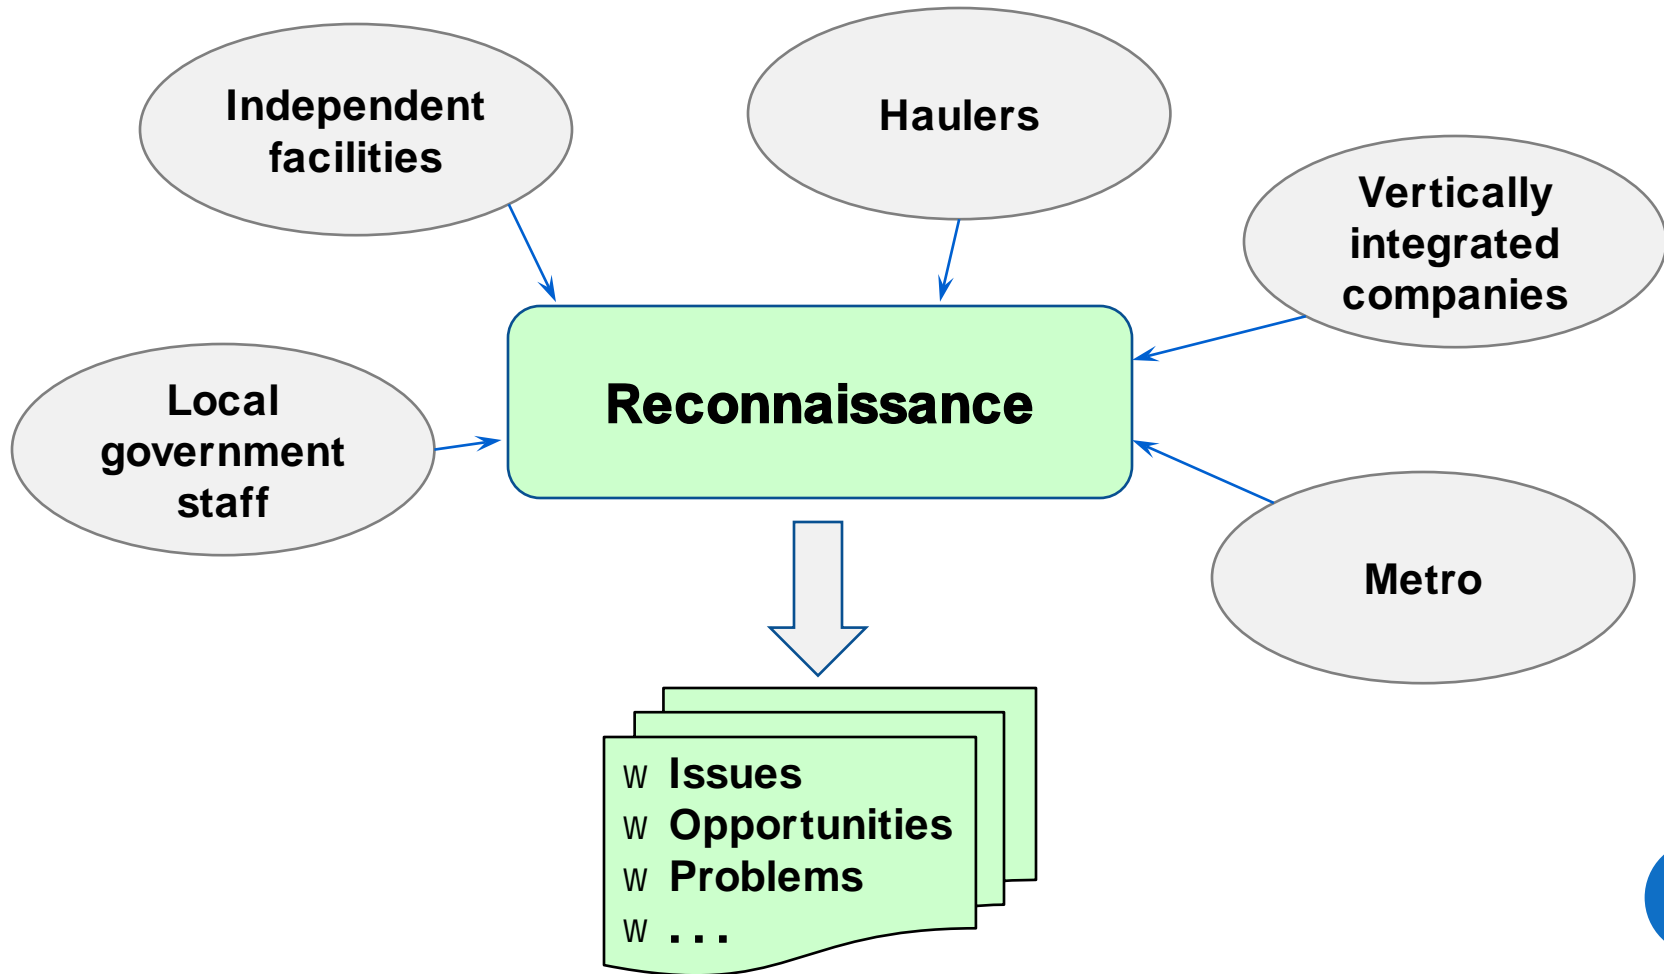 Independent
facilities
Haulers
Vertically
integrated
companies
Local
government
staff
Reconnaissance
Metro
w Issues
w Opportunities
w Problems
w . . .